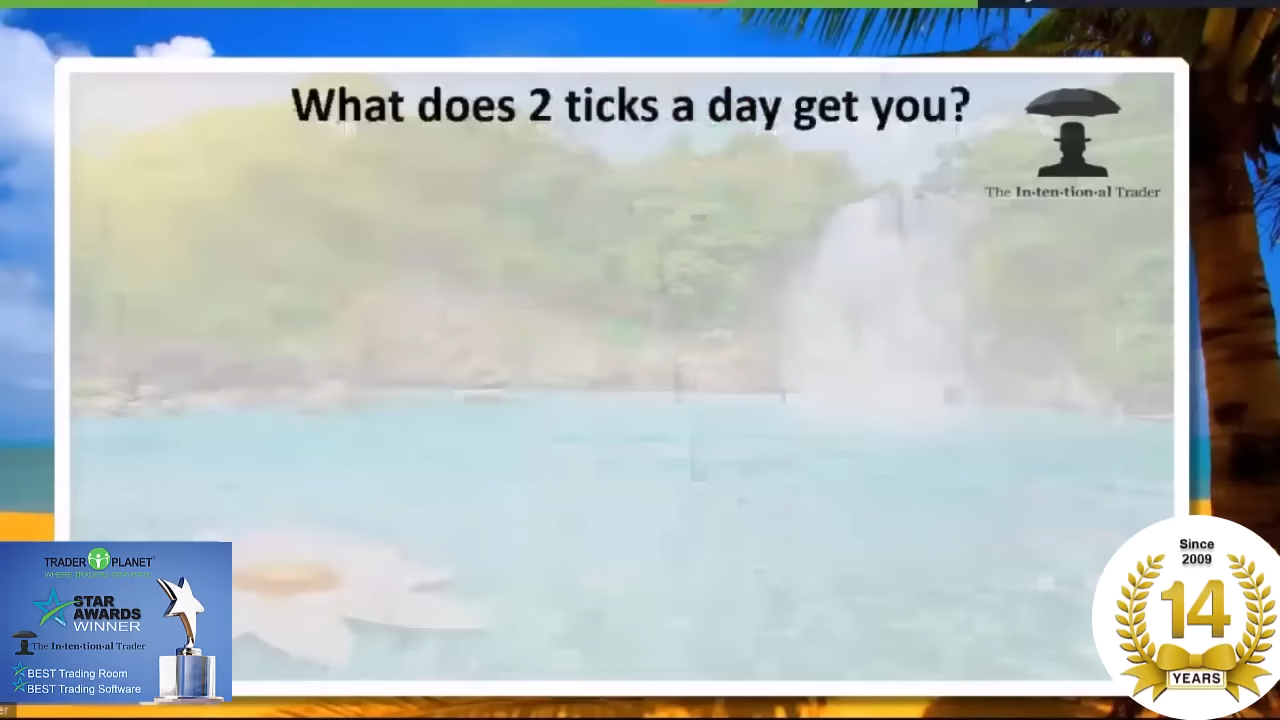 What does 2 ticks a day get you?
The In·ten·tion·al Trader
TRADER PLANET
WHERE TRADERS GRAVITATE
STAR
AWARDS
WINNER
The In·ten·tion·al Trader
BEST Trading Room
BEST Trading Software
Since
2009
14
YEARS